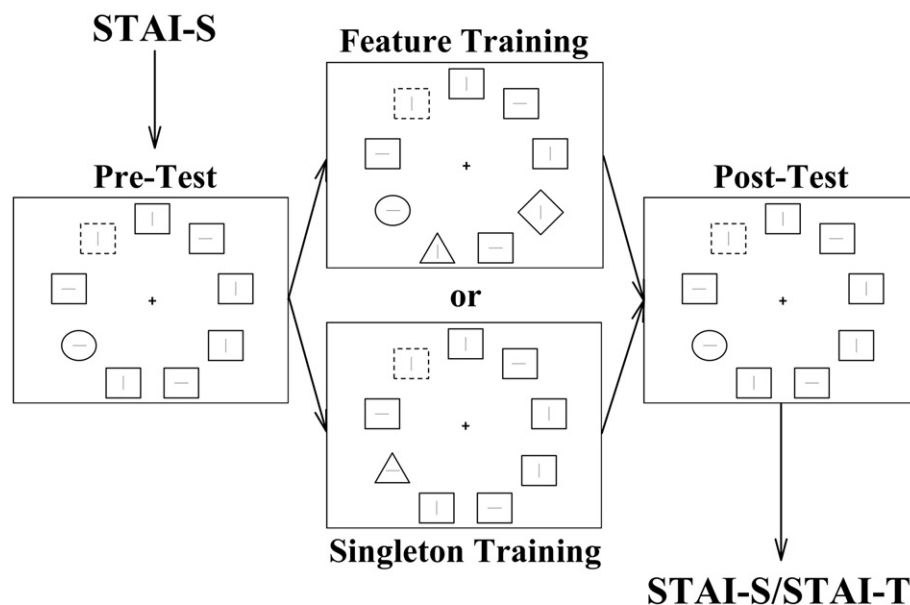 STAI-S
Feature Training
Pre-Test
Post-Test
or
Singleton Training
STAI-S/STAI-T